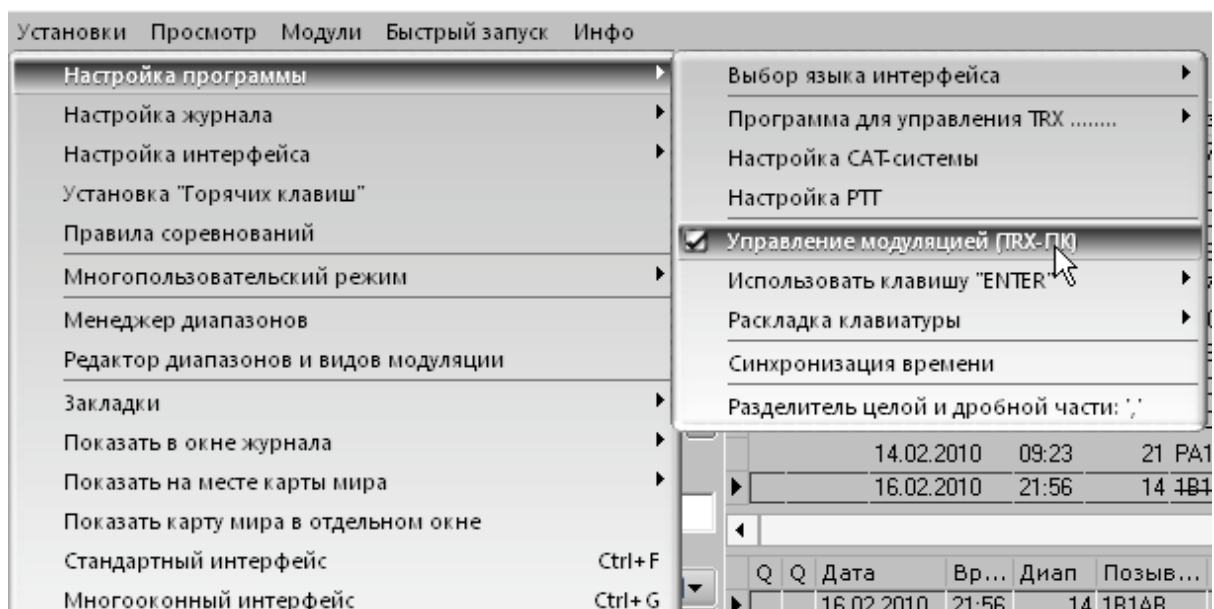 Установки Просмотр Модули Быстрый запуск Инфо
Настройка программы
Настройка журнала
Настройка интерфейса
Установка "Горячих клавиш"
Правила соревнований
Многопользовательский режим
Менеджер диапазонов
Редактор диапазонов и видов модуляции
Закладки
Показать в окне журнала
Показать на месте карты мира
Показать карту мира в отдельном окне
Стандартный интерфейс Ctrl+F
Многооконный интерфейс Ctrl+G
Выбор языка интерфейса
Программа для управления TRX ........
Настройка CAT-системы
Настройка PTT
Управление модуляцией (TRX-ПК)
Использовать клавишу "ENTER"
Раскладка клавиатуры
Синхронизация времени
Разделитель целой и дробной части: ','
14.02.2010 09:23 21 PA1
16.02.2010 21:56 14 1B1
Q Q Дата Вр... Диап Позыв...
16.02.2010 21:56 14 1B1AB